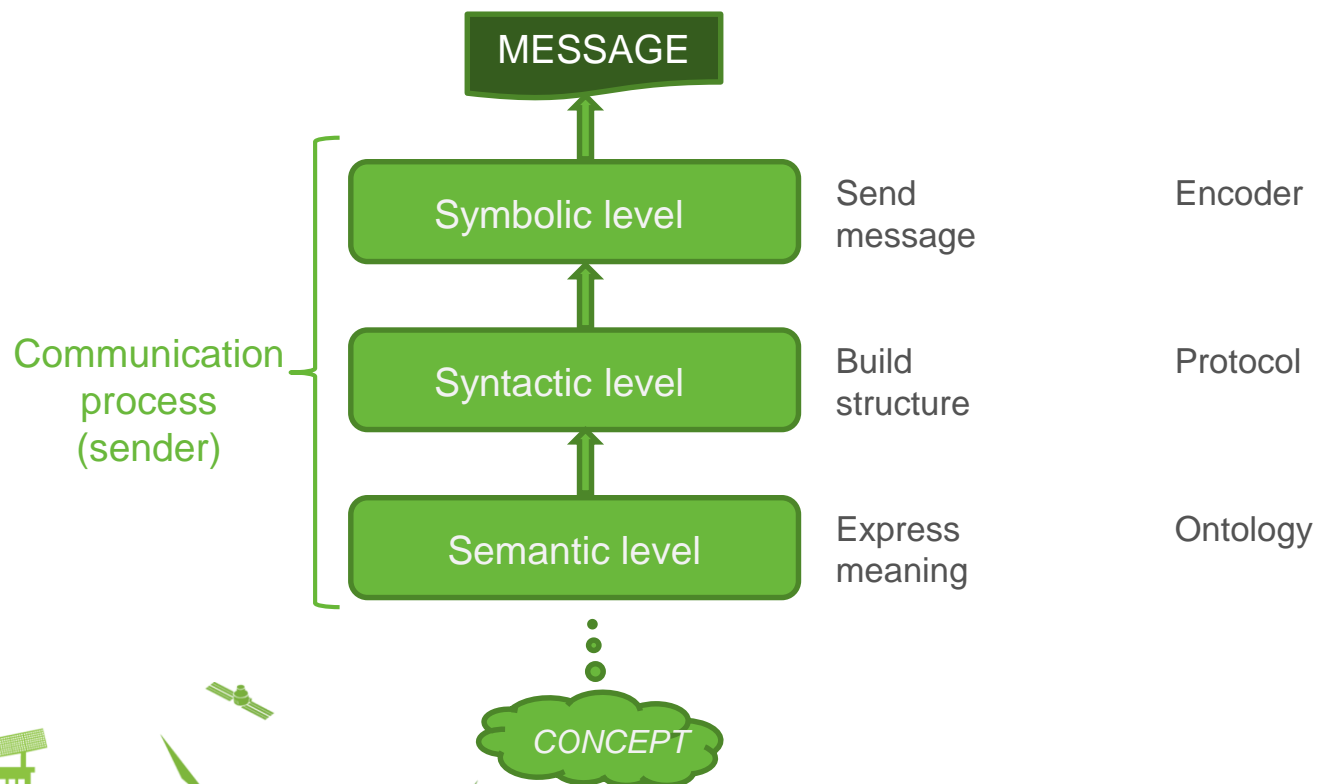 MESSAGE
Symbolic level
Send
message
Encoder
Communication
process
(sender)
Syntactic level
Build
structure
Protocol
Semantic level
Express
meaning
Ontology
CONCEPT